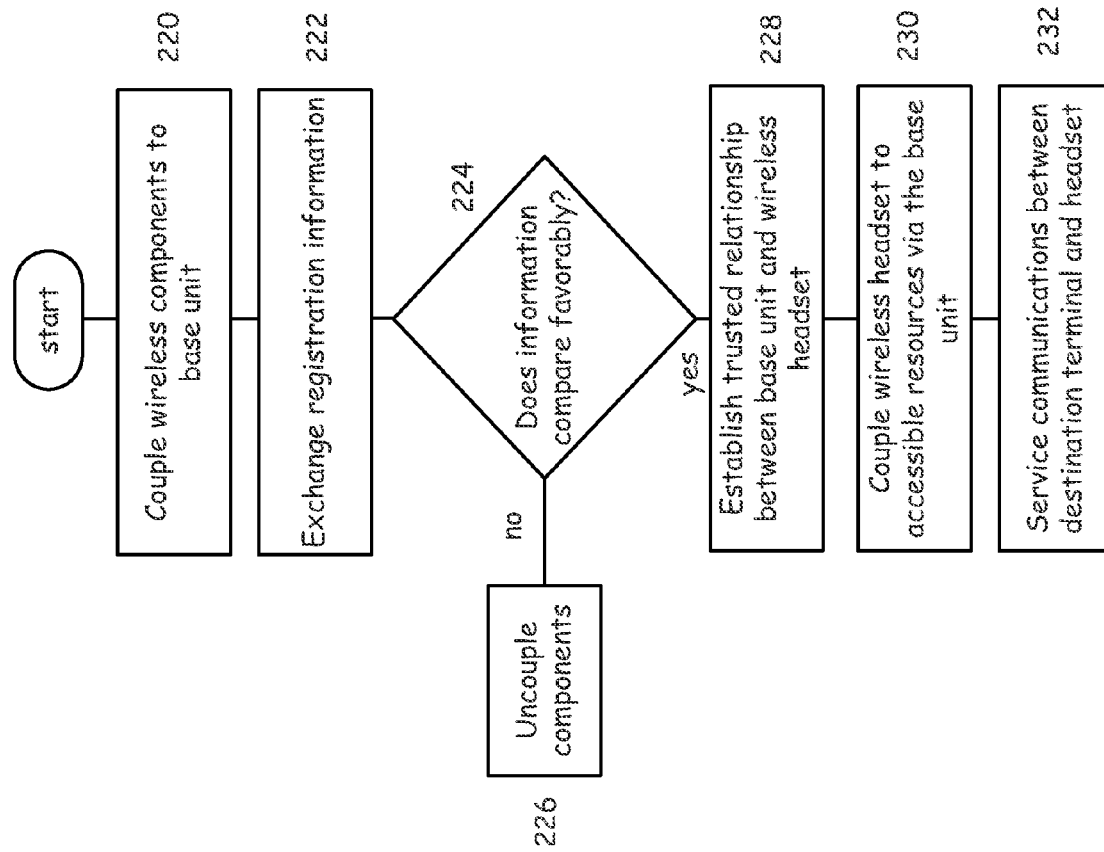 start
Couple wireless components to
base unit
220
Exchange registration information
222
224
Does information
compare favorably?
no
Uncouple
components
226
yes
Establish trusted relationship
between base unit and wireless
headset
228
Couple wireless headset to
accessible resources via the base
unit
230
Service communications between
destination terminal and headset
232